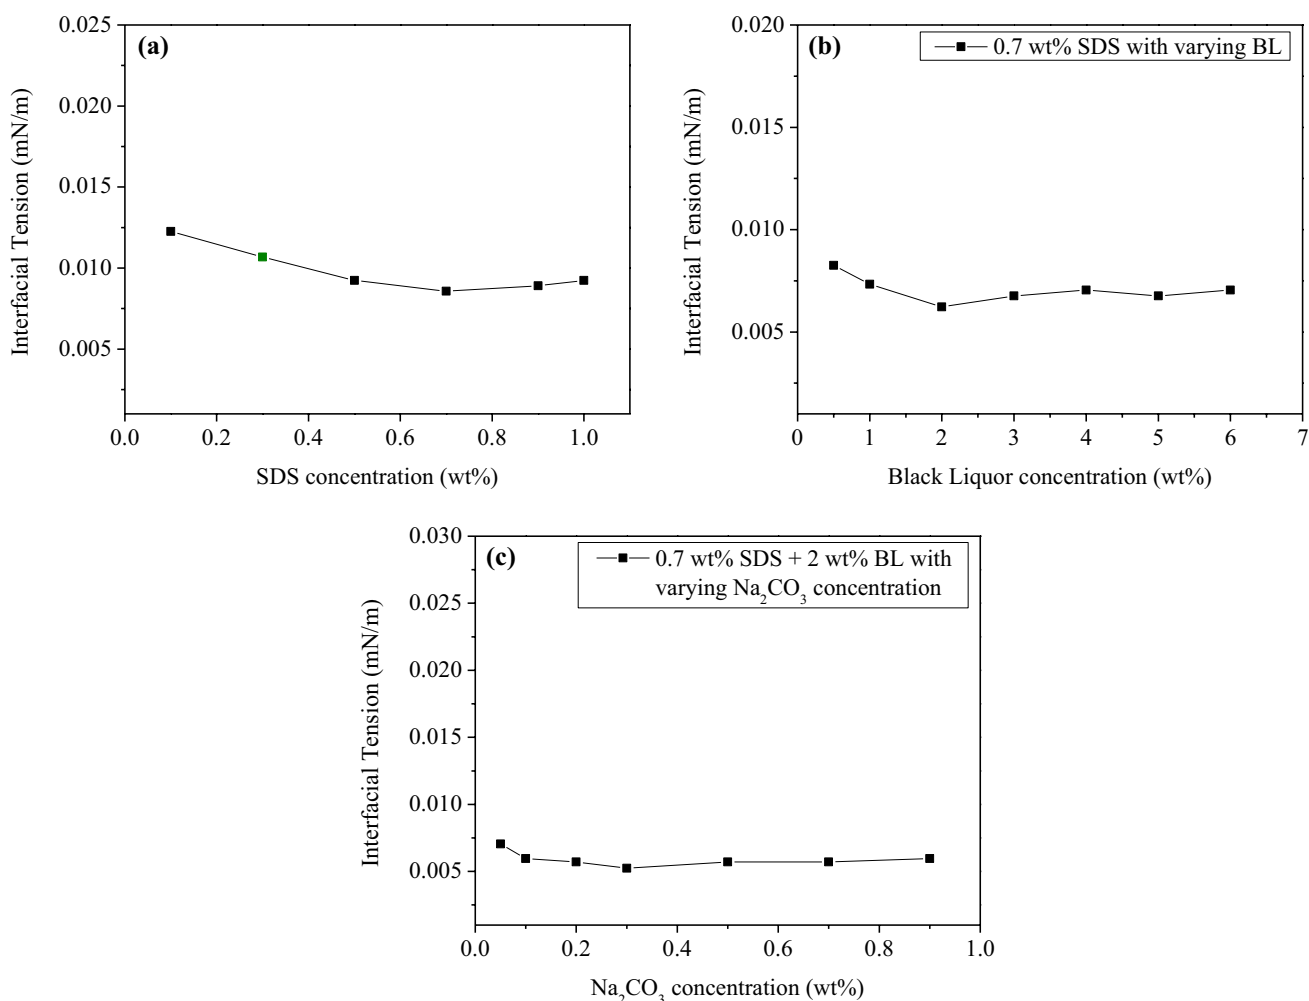 (a)
0.025
0.020
0.015
0.010
0.005
0.0 0.2 0.4 0.6 0.8 1.0
Interfacial Tension (mN/m)
SDS concentration (wt%)
(b)
0.7 wt% SDS with varying BL
0.020
0.015
0.010
0.005
0 1 2 3 4 5 6 7
Interfacial Tension (mN/m)
Black Liquor concentration (wt%)
(c)
0.7 wt% SDS + 2 wt% BL with
varying Na₂CO₃ concentration
0.030
0.025
0.020
0.015
0.010
0.005
0.0 0.2 0.4 0.6 0.8 1.0
Interfacial Tension (mN/m)
Na₂CO₃ concentration (wt%)